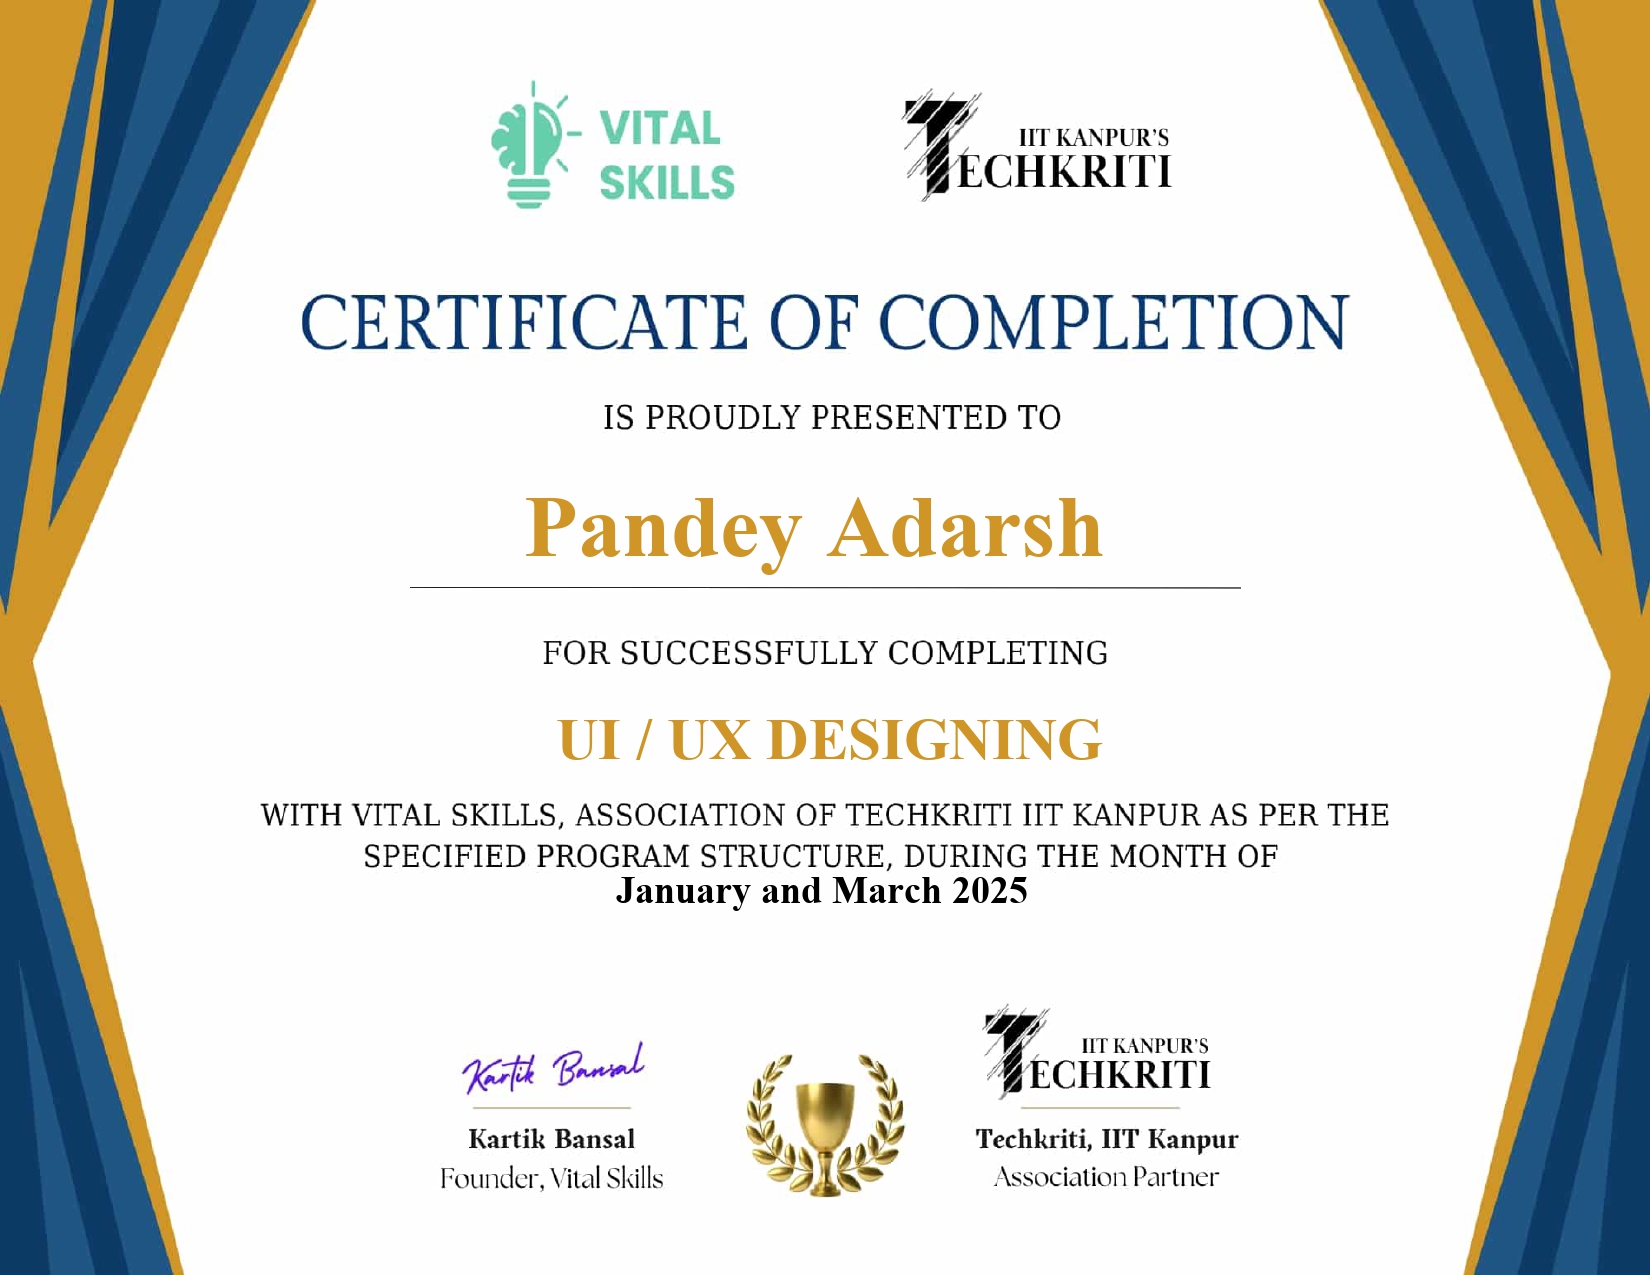 VITAL
SKILLS
IIT KANPUR'S
TECHKRITI
CERTIFICATE OF COMPLETION
IS PROUDLY PRESENTED TO
Pandey Adarsh
FOR SUCCESSFULLY COMPLETING
UI / UX DESIGNING
WITH VITAL SKILLS, ASSOCIATION OF TECHKRITI IIT KANPUR AS PER THE
SPECIFIED PROGRAM STRUCTURE, DURING THE MONTH OF
January and March 2025
Kartik Bansal
Kartik Bansal
Founder, Vital Skills
IIT KANPUR'S
TECHKRITI
Techkriti, IIT Kanpur
Association Partner